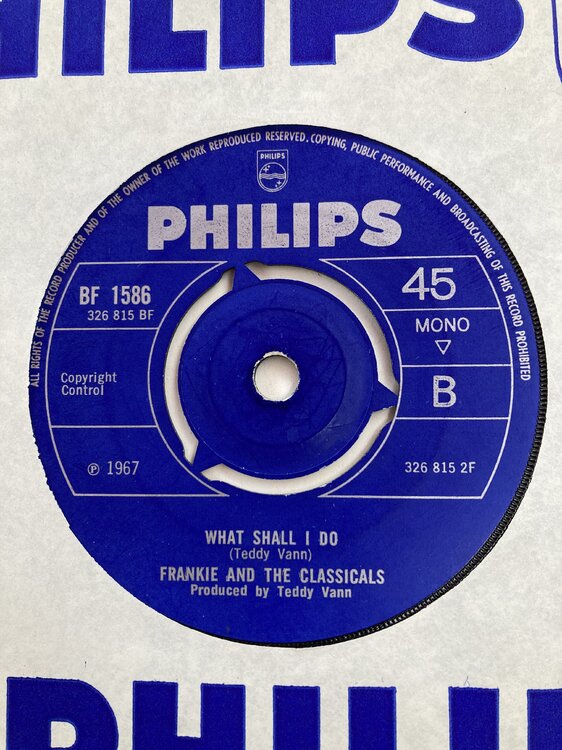 PHILIPS
ALL RIGHTS OF THE RECORD PRODUCER AND OF THE OWNER OF THE WORK REPRODUCED RESERVED. COPYING, PUBLIC PERFORMANCE AND BROADCASTING OF THIS RECORD PROHIBITED
PHILIPS
PHILIPS
BF 1586
326 815 BF
45
MONO
Copyright
Control
B
℗ 1967
326 815 2F
WHAT SHALL I DO
(Teddy Vann)
FRANKIE AND THE CLASSICALS
Produced by Teddy Vann
PHILIPS